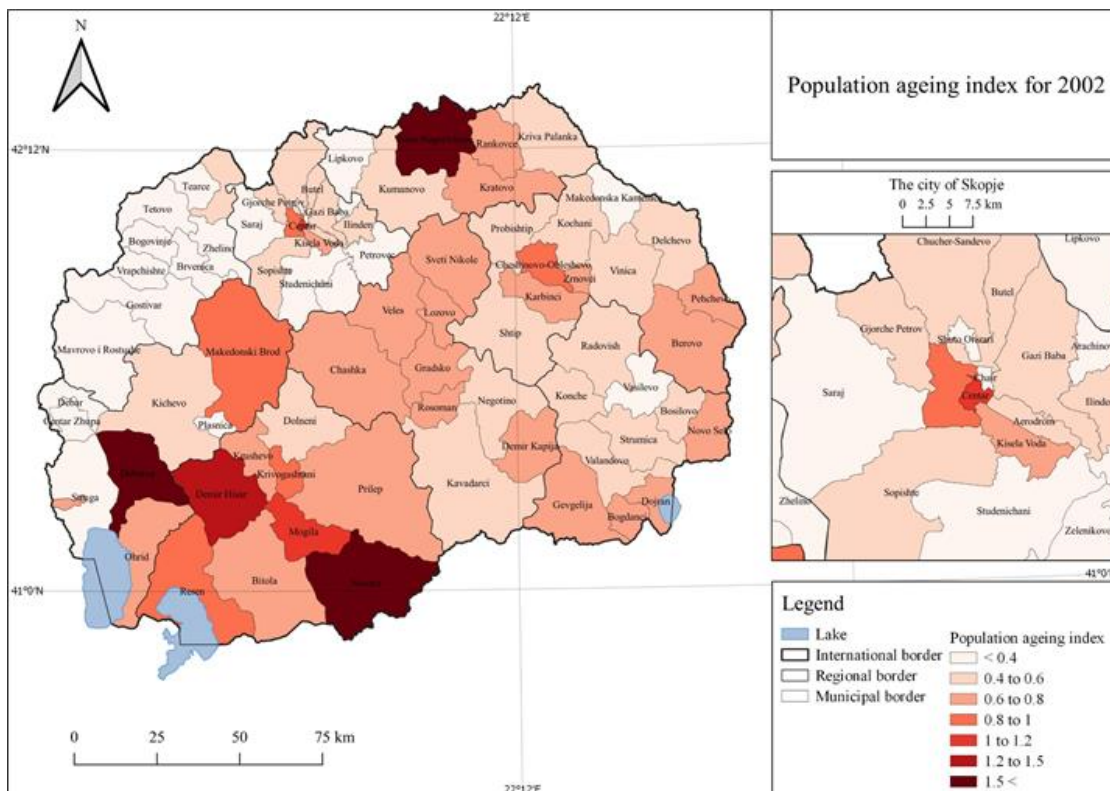 22°12'E
N
Population ageing index for 2002
42°12'N
Kriva Palanka
Rankovce
Lipkovo
Kratovo
Kumanovo
Tearce
Butel
Gjorche Petrov
Makedonska Kamenica
Tetovo
Saraj
Gazi Baba
Ilinden
Kochani
Probishtip
Centar
Bogovinje
Zhelino
Kisela Voda
Delchevo
Petrovec
Sveti Nikole
Brvenica
Vrapchishte
Sopishte
Cheshinovo-Obleshevo
Zrnovci
Vinica
Studenichani
Karbinci
Pehchevo
Gostivar
Veles
Lozovo
Shtip
Berovo
Mavrovo i Rostushe
Makedonski Brod
Radovish
Chashka
Gradsko
Vasilevo
Kichevo
Negotino
Konche
Debar
Rosoman
Bosilovo
Centar Zhupa
Plasnica
Dolneni
Strumica
Novo Selo
Demir Kapija
Krushevo
Valandovo
Krivogashtani
Struga
Demir Hisar
Prilep
Kavadarci
Gevgelija
Dojran
Bogdanci
Mogila
Ohrid
Bitola
Resen
41°0'N
0 25 50 75 km
22°12'E
The city of Skopje
0 2.5 5 7.5 km
Chucher-Sandevo
Lipkovo
Butel
Gjorche Petrov
Shuto Orizari
Gazi Baba
Arachinovo
Saraj
Chair
Centar
Ilinden
Aerodrom
Kisela Voda
Zhelino
Sopishte
Studenichani
Zelenikovo
41°0'N
Legend
Lake
International border
Regional border
Municipal border
Population ageing index
< 0.4
0.4 to 0.6
0.6 to 0.8
0.8 to 1
1 to 1.2
1.2 to 1.5
1.5 <